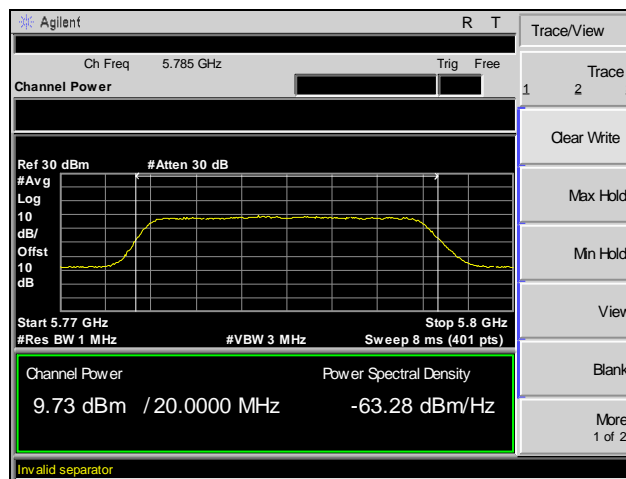 Agilent R T
Ch Freq 5.785 GHz Trig Free
Channel Power
Ref 30 dBm #Atten 30 dB
#Avg
Log
10
dB/
Offst
10
dB
Start 5.77 GHz Stop 5.8 GHz
#Res BW 1 MHz #VBW 3 MHz Sweep 8 ms (401 pts)
Channel Power Power Spectral Density
9.73 dBm / 20.0000 MHz -63.28 dBm/Hz
Invalid separator
Trace/View
Trace
1 2
Clear Write
Max Hold
Min Hold
View
Blank
More
1 of 2